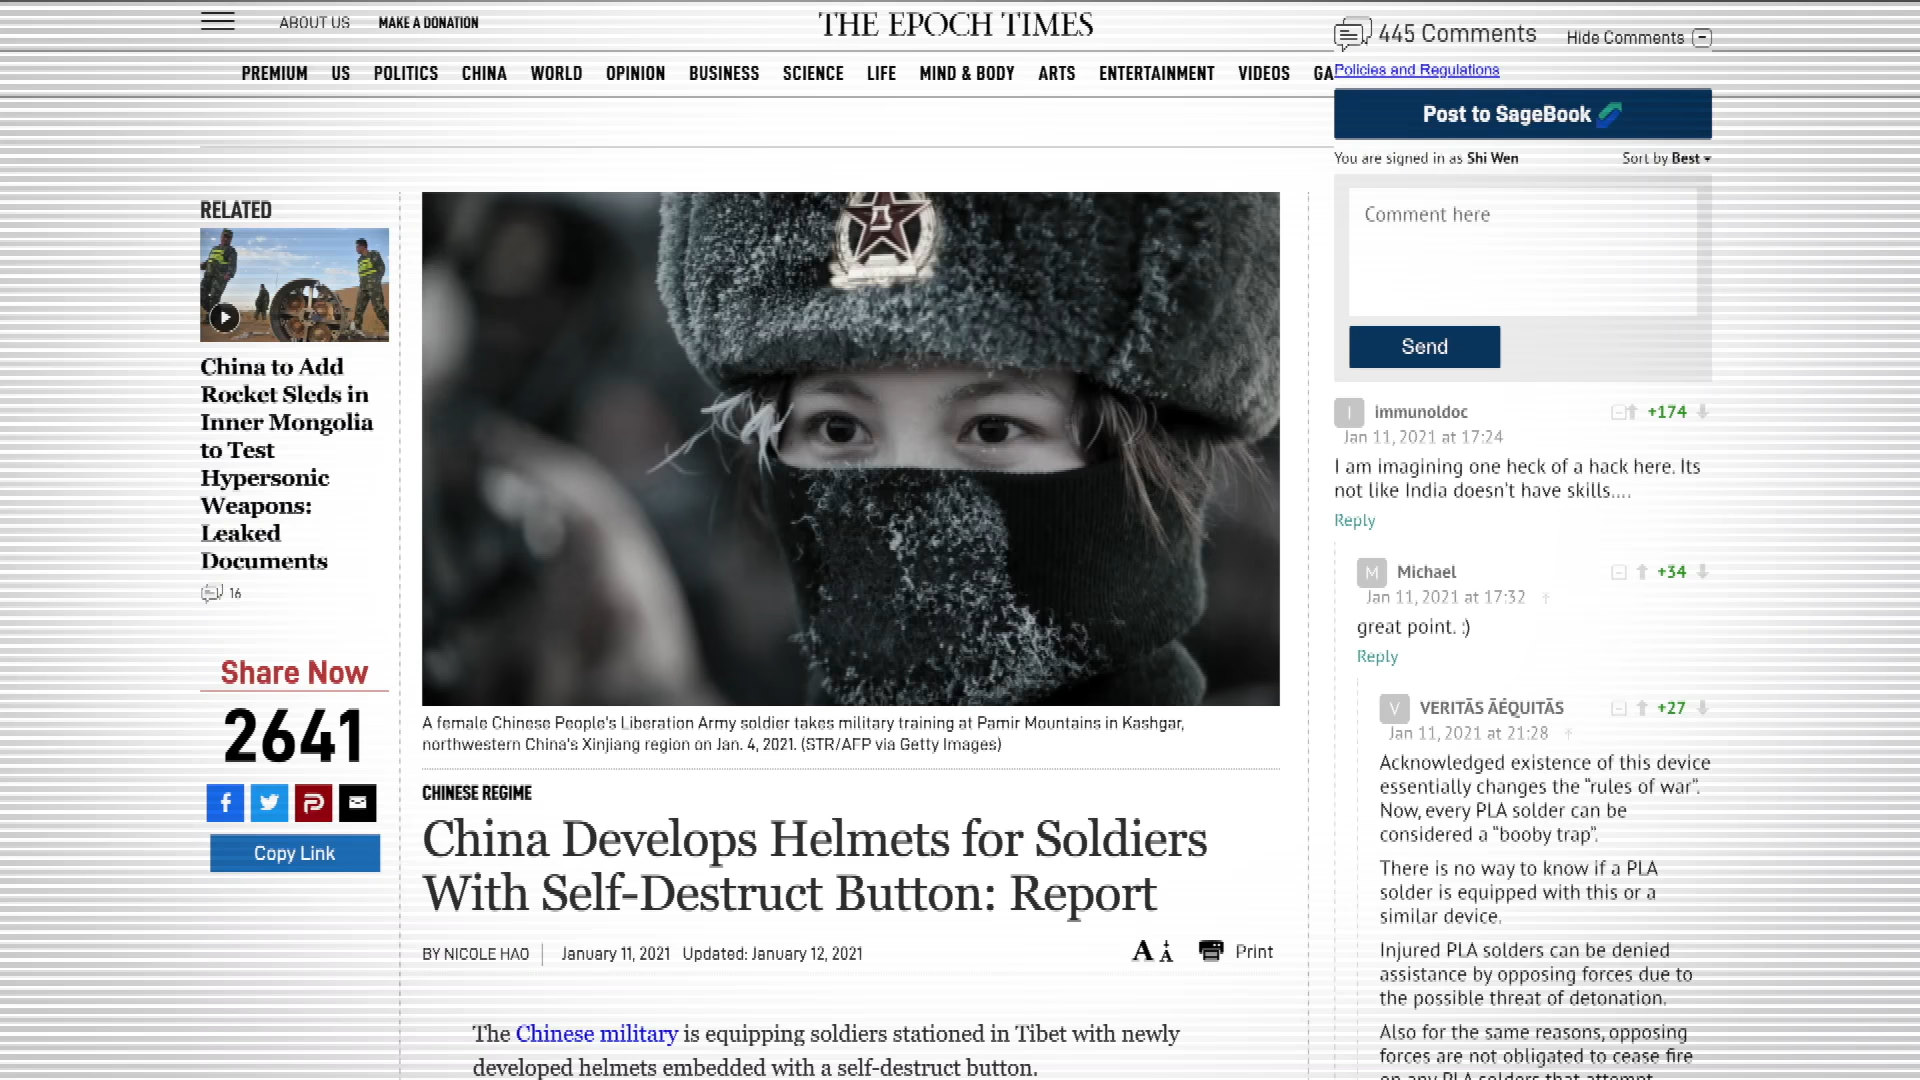 ABOUT US
MAKE A DONATION
THE EPOCH TIMES
445 Comments
Hide Comments
PREMIUM US POLITICS CHINA WORLD OPINION BUSINESS SCIENCE LIFE MIND & BODY ARTS ENTERTAINMENT VIDEOS GA
Policies and Regulations
Post to SageBook
You are signed in as Shi Wen
Sort by Best
Comment here
Send
RELATED
China to Add
Rocket Sleds in
Inner Mongolia
to Test
Hypersonic
Weapons:
Leaked
Documents
16
Share Now
2641
Copy Link
A female Chinese People's Liberation Army soldier takes military training at Pamir Mountains in Kashgar,
northwestern China's Xinjiang region on Jan. 4, 2021. (STR/AFP via Getty Images)
CHINESE REGIME
China Develops Helmets for Soldiers
With Self-Destruct Button: Report
BY NICOLE HAO
January 11, 2021 Updated: January 12, 2021
A A
Print
The Chinese military is equipping soldiers stationed in Tibet with newly
developed helmets embedded with a self-destruct button.
I immunoldoc +174
Jan 11, 2021 at 17:24
I am imagining one heck of a hack here. Its
not like India doesn't have skills....
Reply
M Michael +34
Jan 11, 2021 at 17:32
great point. :)
Reply
V VERITĀS ĀÉQUITĀS +27
Jan 11, 2021 at 21:28
Acknowledged existence of this device
essentially changes the "rules of war".
Now, every PLA solder can be
considered a "booby trap".
There is no way to know if a PLA
solder is equipped with this or a
similar device.
Injured PLA solders can be denied
assistance by opposing forces due to
the possible threat of detonation.
Also for the same reasons, opposing
forces are not obligated to cease fire
on any PLA solders that attempt